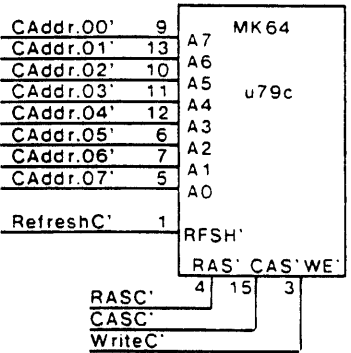 CAddr.00' 9 MK64
A7
CAddr.01' 13
A6
CAddr.02' 10
A5
CAddr.03' 11 u79c
A4
CAddr.04' 12
A3
CAddr.05' 6
A2
CAddr.06' 7
A1
CAddr.07' 5
A0
RefreshC' 1
RFSH'
RAS' CAS' WE'
4 15 3
RASC'
CASC'
WriteC'